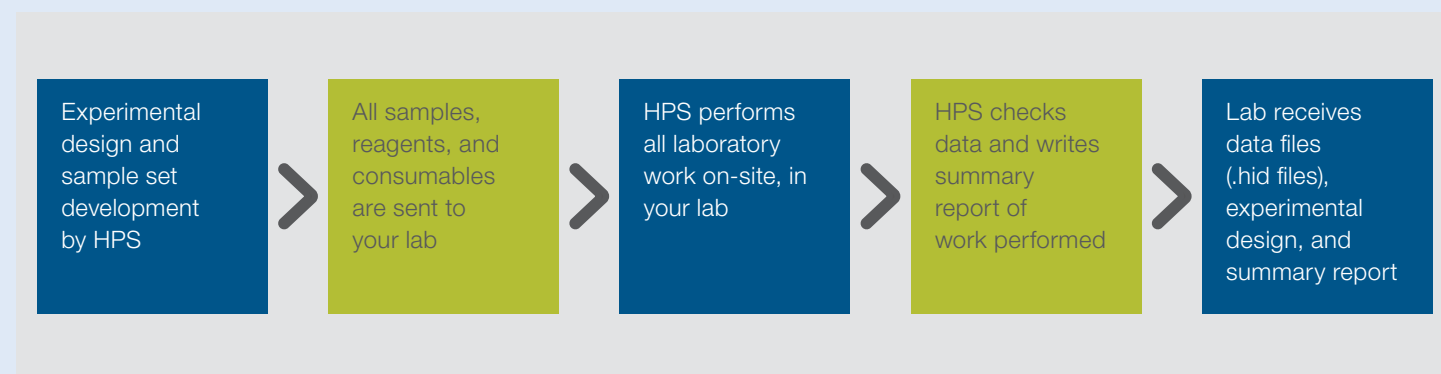 Experimental
design and
sample set
development
by HPS
All samples,
reagents, and
consumables
are sent to
your lab
HPS performs
all laboratory
work on-site, in
your lab
HPS checks
data and writes
summary
report of
work performed
Lab receives
data files
(.hid files),
experimental
design, and
summary report